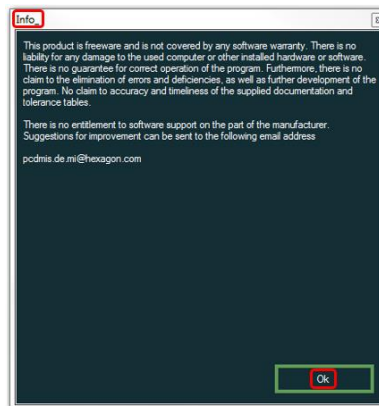 Info_
This product is freeware and is not covered by any software warranty. There is no
liability for any damage to the used computer or other installed hardware or software.
There is no guarantee for correct operation of the program. Furthermore, there is no
claim to the elimination of errors and deficiencies, as well as further development of the
program. No claim to accuracy and timeliness of the supplied documentation and
tolerance tables.
There is no entitlement to software support on the part of the manufacturer.
Suggestions for improvement can be sent to the following email address
pcdmis.de.mi@hexagon.com
Ok